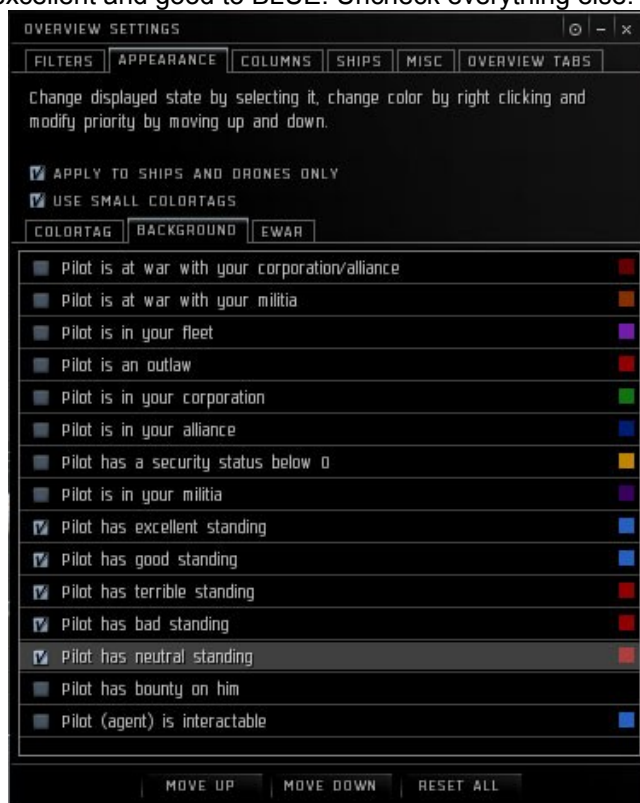 excellent and good to BLUE. Uncheck everything else.
OVERVIEW SETTINGS
FILTERS APPEARANCE COLUMNS SHIPS MISC OVERVIEW TABS
Change displayed state by selecting it, change color by right clicking and
modify priority by moving up and down.
APPLY TO SHIPS AND DRONES ONLY
USE SMALL COLORTAGS
COLORTAG BACKGROUND EWAR
Pilot is at war with your corporation/alliance
Pilot is at war with your militia
Pilot is in your fleet
Pilot is an outlaw
Pilot is in your corporation
Pilot is in your alliance
Pilot has a security status below 0
Pilot is in your militia
Pilot has excellent standing
Pilot has good standing
Pilot has terrible standing
Pilot has bad standing
Pilot has neutral standing
Pilot has bounty on him
Pilot (agent) is interactable
MOVE UP MOVE DOWN RESET ALL